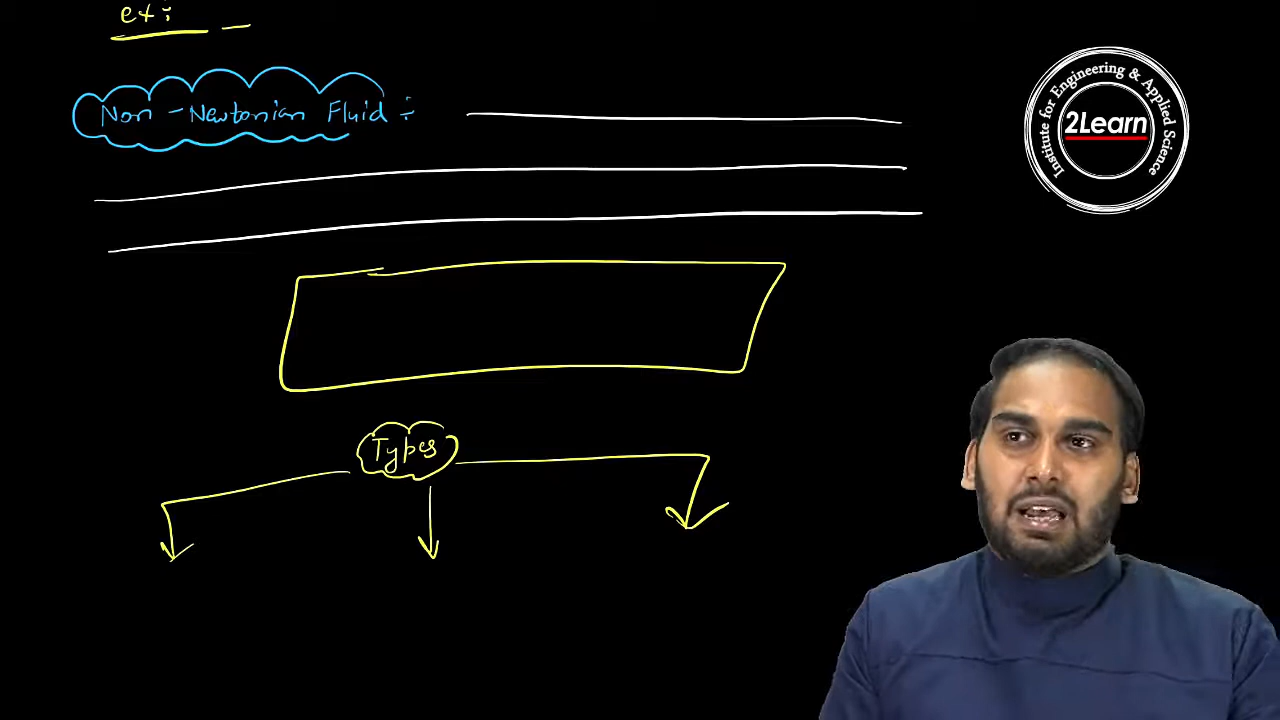 ex:
Non-Newtonian Fluid :
Types
Institute for Engineering & Applied Science
2Learn